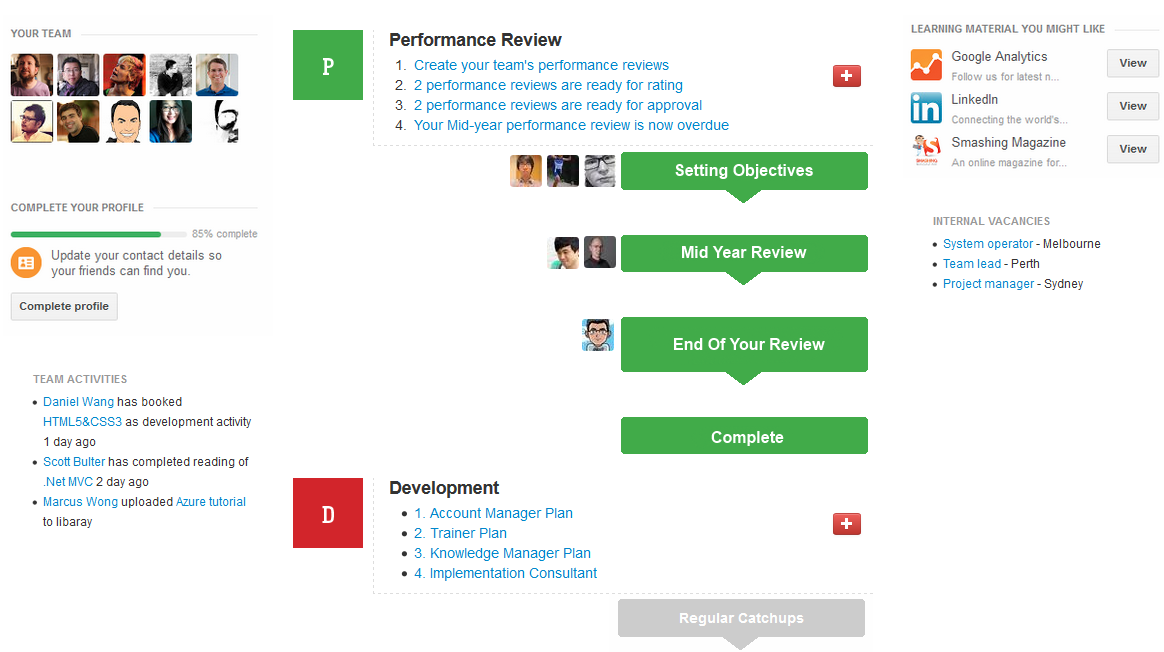 YOUR TEAM
COMPLETE YOUR PROFILE
85% complete
Update your contact details so
your friends can find you.
Complete profile
TEAM ACTIVITIES
Daniel Wang has booked
HTML5&CSS3 as development activity
1 day ago
Scott Bulter has completed reading of
.Net MVC 2 day ago
Marcus Wong uploaded Azure tutorial
to libaray
P
Performance Review
1. Create your team's performance reviews
2. 2 performance reviews are ready for rating
3. 2 performance reviews are ready for approval
4. Your Mid-year performance review is now overdue
Setting Objectives
Mid Year Review
End Of Your Review
Complete
D
Development
1. Account Manager Plan
2. Trainer Plan
3. Knowledge Manager Plan
4. Implementation Consultant
Regular Catchups
LEARNING MATERIAL YOU MIGHT LIKE
Google Analytics
Follow us for latest n...
View
in
LinkedIn
Connecting the world's...
View
Smashing Magazine
An online magazine for...
View
INTERNAL VACANCIES
System operator - Melbourne
Team lead - Perth
Project manager - Sydney